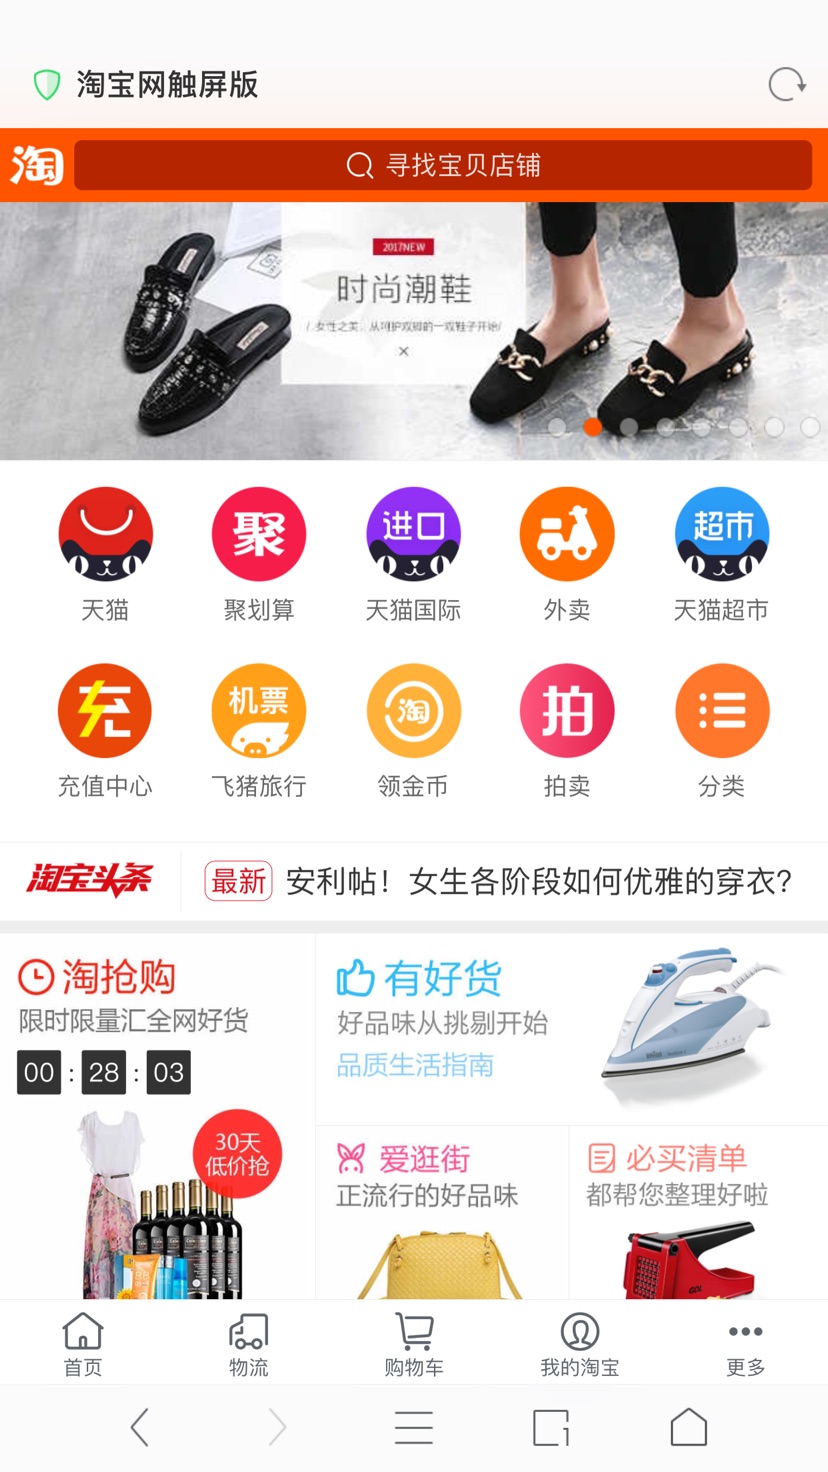 淘宝网触屏版
淘
寻找宝贝店铺
2017NEW
时尚潮鞋
/.女性之美，从呵护双脚的一双鞋子开始/
聚
进口
超市
天猫
聚划算
天猫国际
外卖
天猫超市
充
机票
淘
拍
充值中心
飞猪旅行
领金币
拍卖
分类
淘宝头条
最新
安利帖！女生各阶段如何优雅的穿衣?
淘抢购
限时限量汇全网好货
00 : 28 : 03
30天
低价抢
有好货
好品味从挑剔开始
品质生活指南
爱逛街
正流行的好品味
必买清单
都帮您整理好啦
首页
物流
购物车
我的淘宝
更多
1